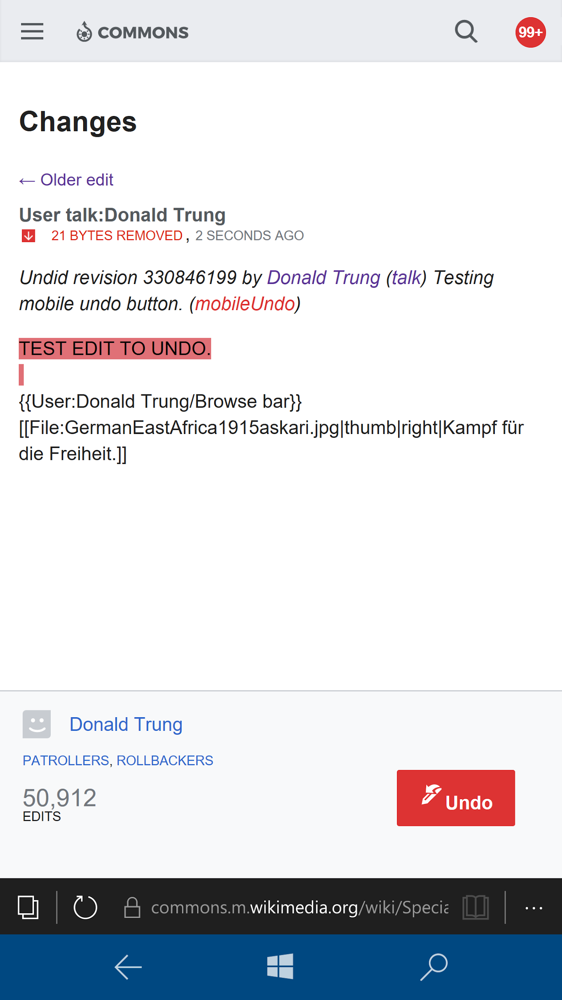 COMMONS
99+
Changes
← Older edit
User talk:Donald Trung
21 BYTES REMOVED , 2 SECONDS AGO
Undid revision 330846199 by Donald Trung (talk) Testing
mobile undo button. (mobileUndo)
TEST EDIT TO UNDO.
{{User:Donald Trung/Browse bar}}
[[File:GermanEastAfrica1915askari.jpg|thumb|right|Kampf für
die Freiheit.]]
Donald Trung
PATROLLERS, ROLLBACKERS
50,912
EDITS
Undo
commons.m.wikimedia.org/wiki/Specia